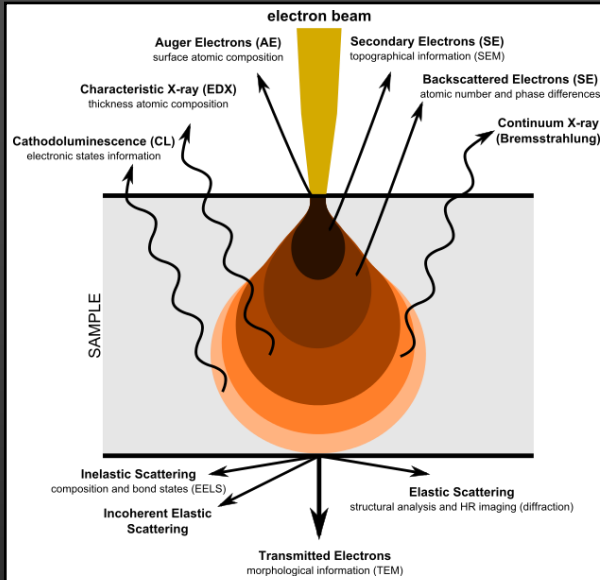 electron beam
Auger Electrons (AE)
surface atomic composition
Secondary Electrons (SE)
topographical information (SEM)
Characteristic X-ray (EDX)
thickness atomic composition
Backscattered Electrons (SE)
atomic number and phase differences
Cathodoluminescence (CL)
electronic states information
Continuum X-ray
(Bremsstrahlung)
SAMPLE
Inelastic Scattering
composition and bond states (EELS)
Incoherent Elastic
Scattering
Elastic Scattering
structural analysis and HR imaging (diffraction)
Transmitted Electrons
morphological information (TEM)